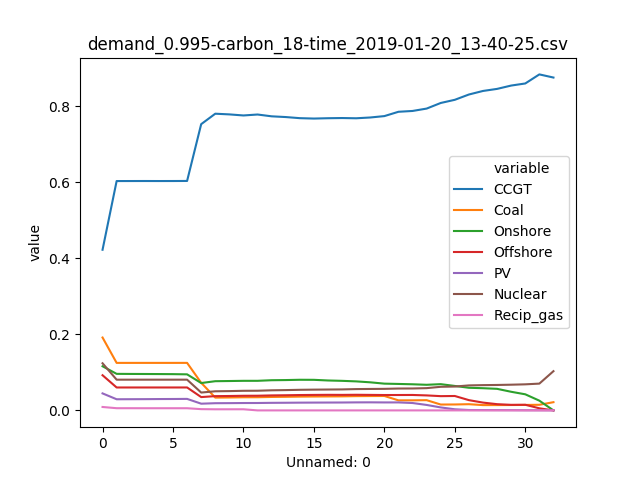 demand_0.995-carbon_18-time_2019-01-20_13-40-25.csv
value
0.8
0.6
0.4
0.2
0.0
variable
CCGT
Coal
Onshore
Offshore
PV
Nuclear
Recip_gas
0 5 10 15 20 25 30
Unnamed: 0